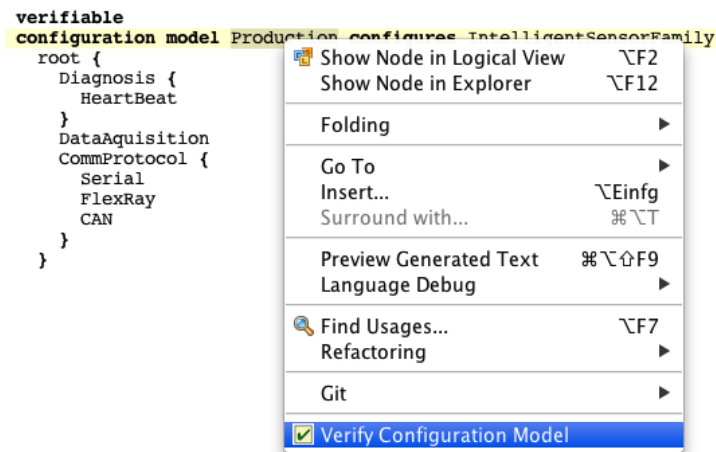 verifiable
configuration model Production configures IntelligentSensorFamily
root {
Diagnosis {
HeartBeat
}
DataAquisition
CommProtocol {
Serial
FlexRay
CAN
}
}
Show Node in Logical View ⌥F2
Show Node in Explorer ⌥F12
Folding ▶
Go To ▶
Insert... ⌥Einfg
Surround with... ⌘⌥T
Preview Generated Text ⌘⌥⇧F9
Language Debug ▶
Find Usages... ⌥F7
Refactoring ▶
Git ▶
Verify Configuration Model